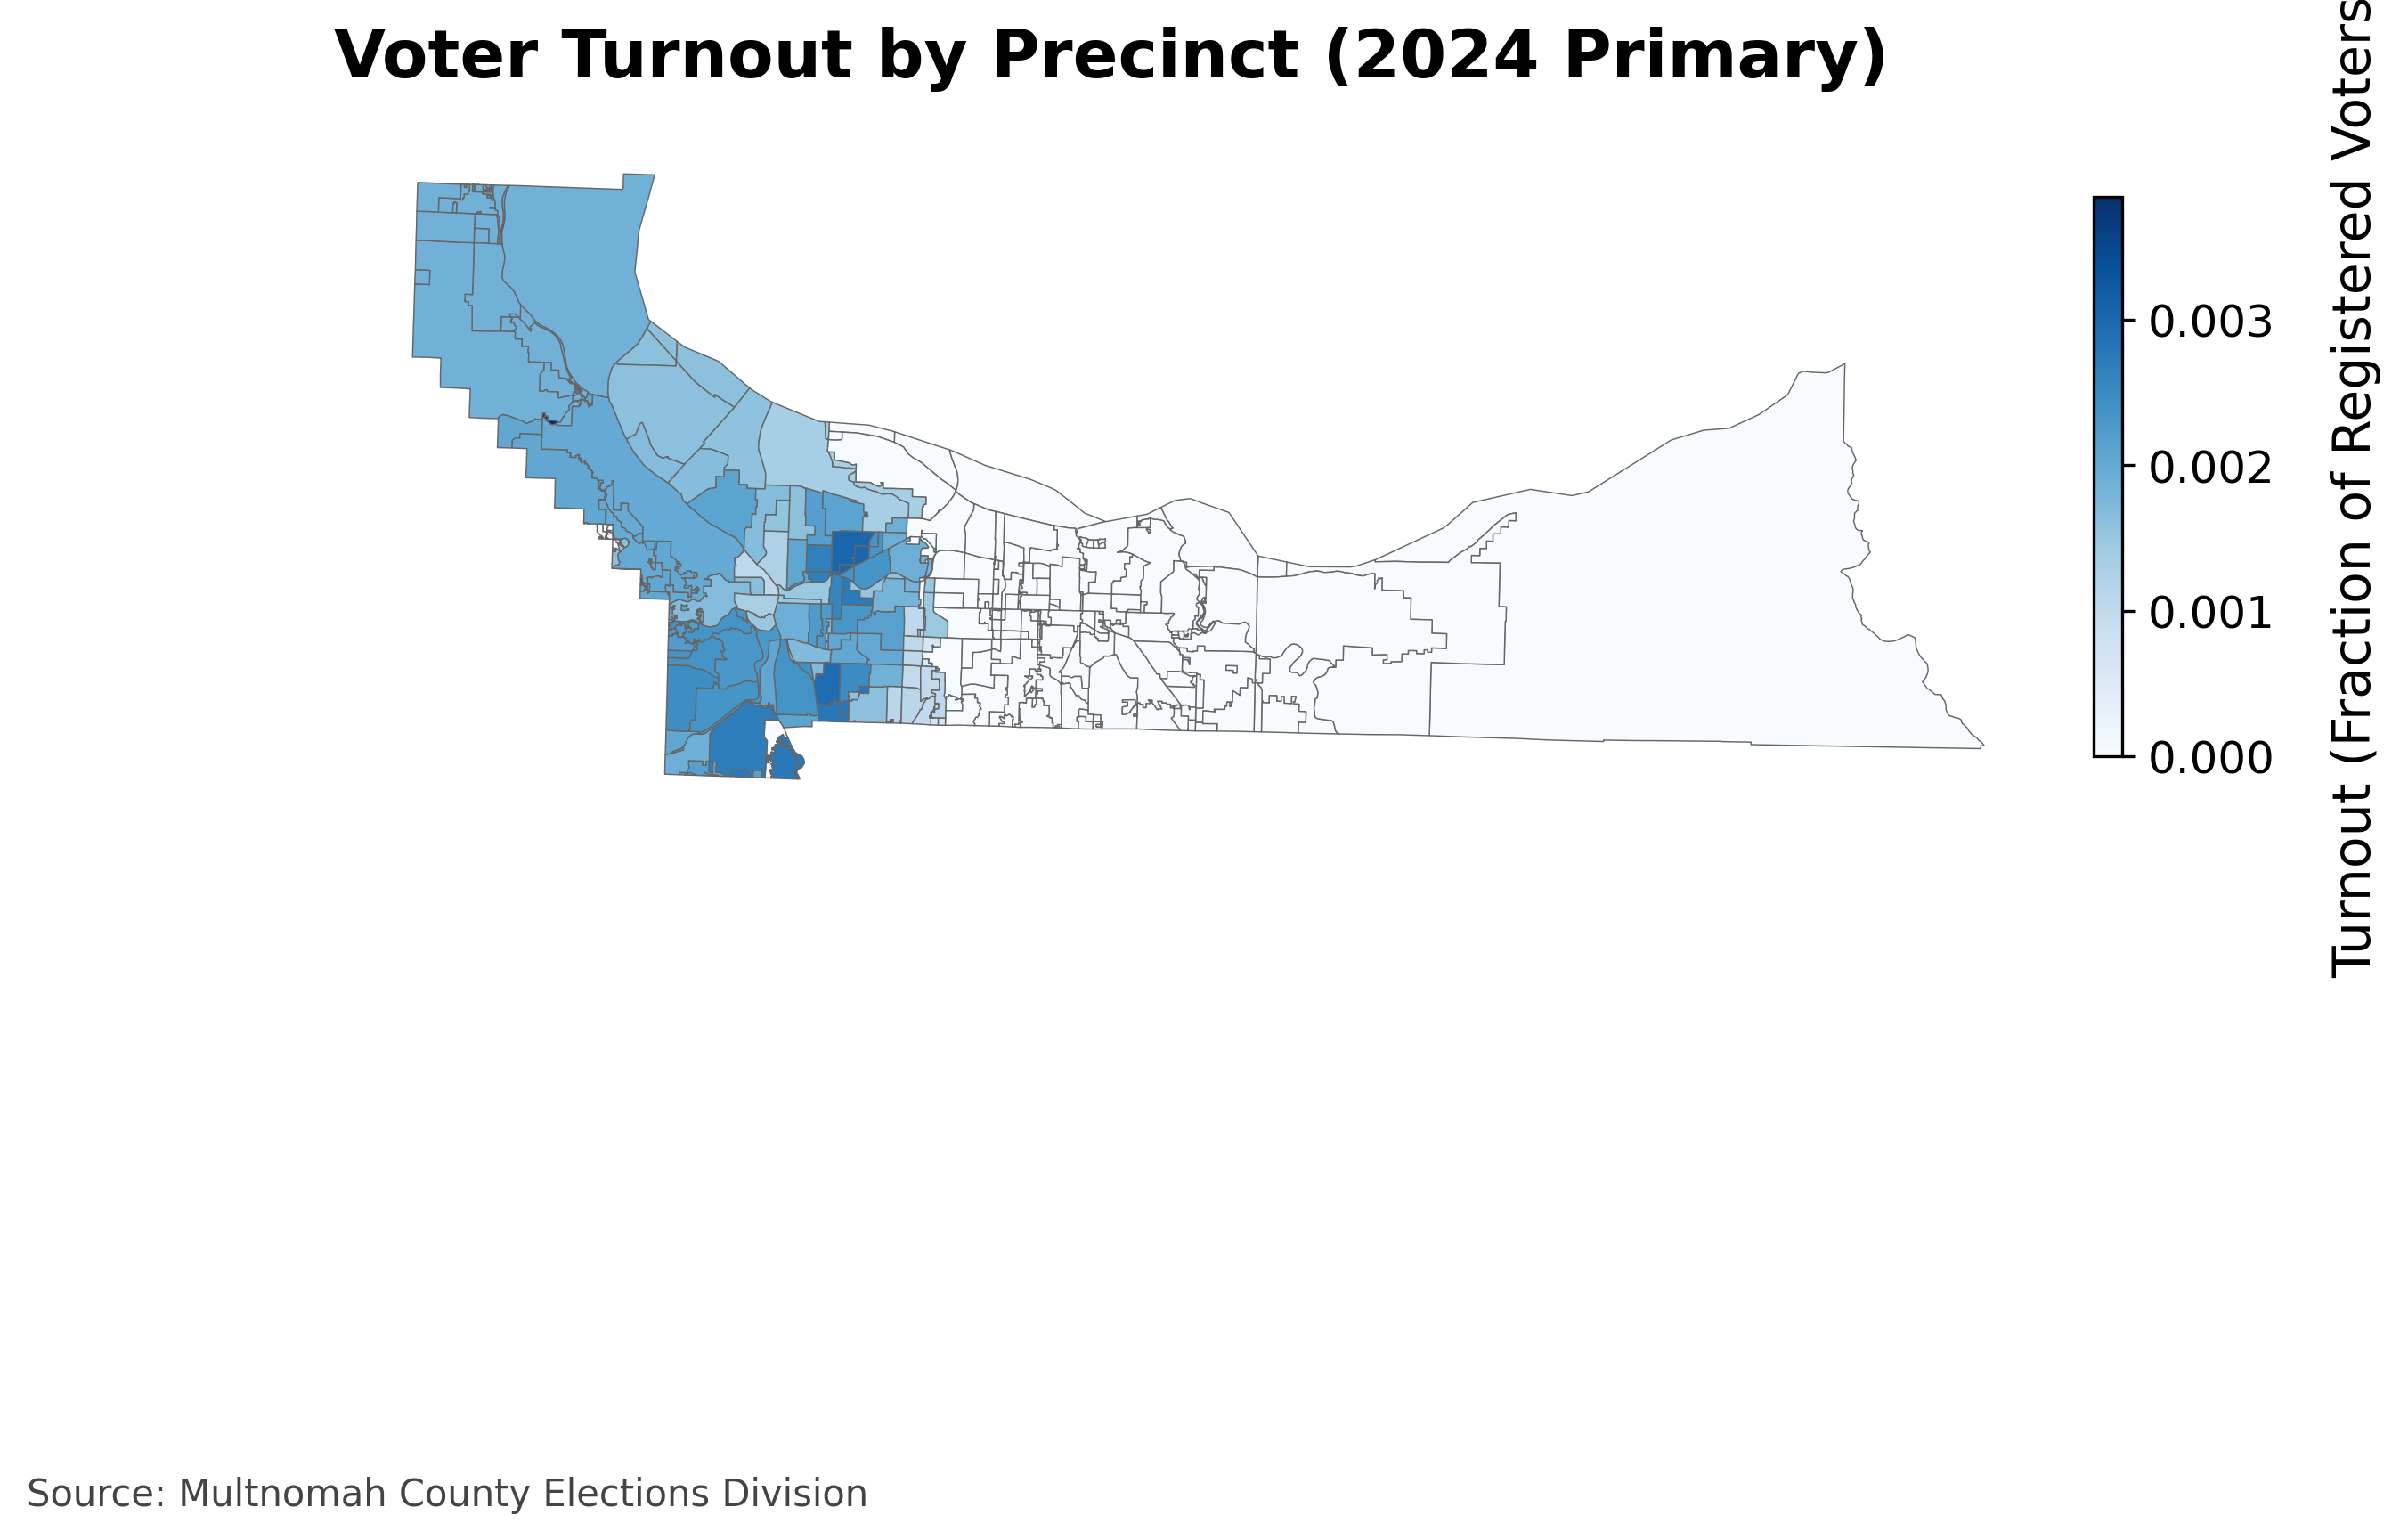 Voter Turnout by Precinct (2024 Primary)
0.003
0.002
0.001
0.000
Turnout (Fraction of Registered Voters
Source: Multnomah County Elections Division